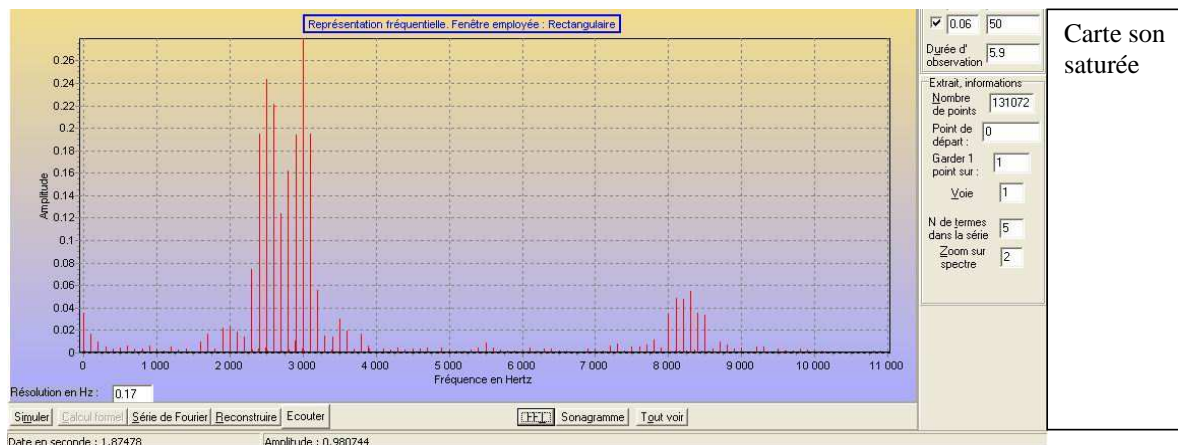 Représentation fréquentielle. Fenêtre employée : Rectangulaire
0.26
0.24
0.22
0.2
0.18
0.16
0.14
0.12
0.1
0.08
0.06
0.04
0.02
0
Amplitude
0 1 000 2 000 3 000 4 000 5 000 6 000 7 000 8 000 9 000 10 000 11 000
Fréquence en Hertz
Résolution en Hz : 0.17
Simuler Calcul formel Série de Fourier Reconstruire Ecouter FFT Sonagramme Tout voir
Date en seconde : 1.87478 Amplitude : 0.980744
0.06 50
Durée d'
observation 5.9
Extrait, informations
Nombre
de points 131072
Point de
départ : 0
Garder 1
point sur : 1
Voie 1
N de termes
dans la série 5
Zoom sur
spectre 2
Carte son
saturée